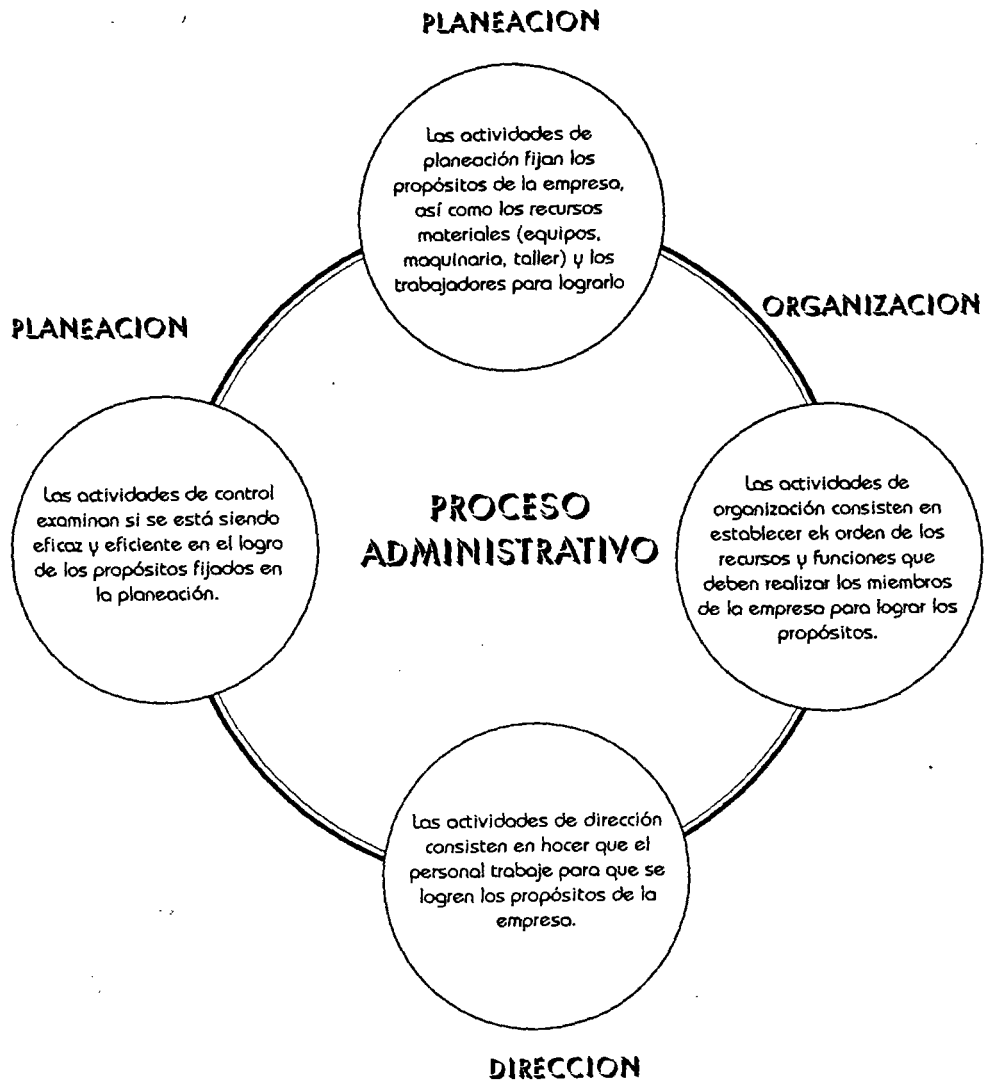 PLANEACION
Las actividades de
planeación fijan los
propósitos de la empresa,
así como los recursos
materiales (equipos,
maquinaria, taller) y los
trabajadores para lograrlo
ORGANIZACION
Las actividades de
organización consisten en
establecer ek orden de los
recursos y funciones que
deben realizar los miembros
de la empresa para lograr los
propósitos.
DIRECCION
Las actividades de dirección
consisten en hacer que el
personal trabaje para que se
logren los propósitos de la
empresa.
PLANEACION
Las actividades de control
examinan si se está siendo
eficaz y eficiente en el logro
de los propósitos fijados en
la planeación.
PROCESO
ADMINISTRATIVO